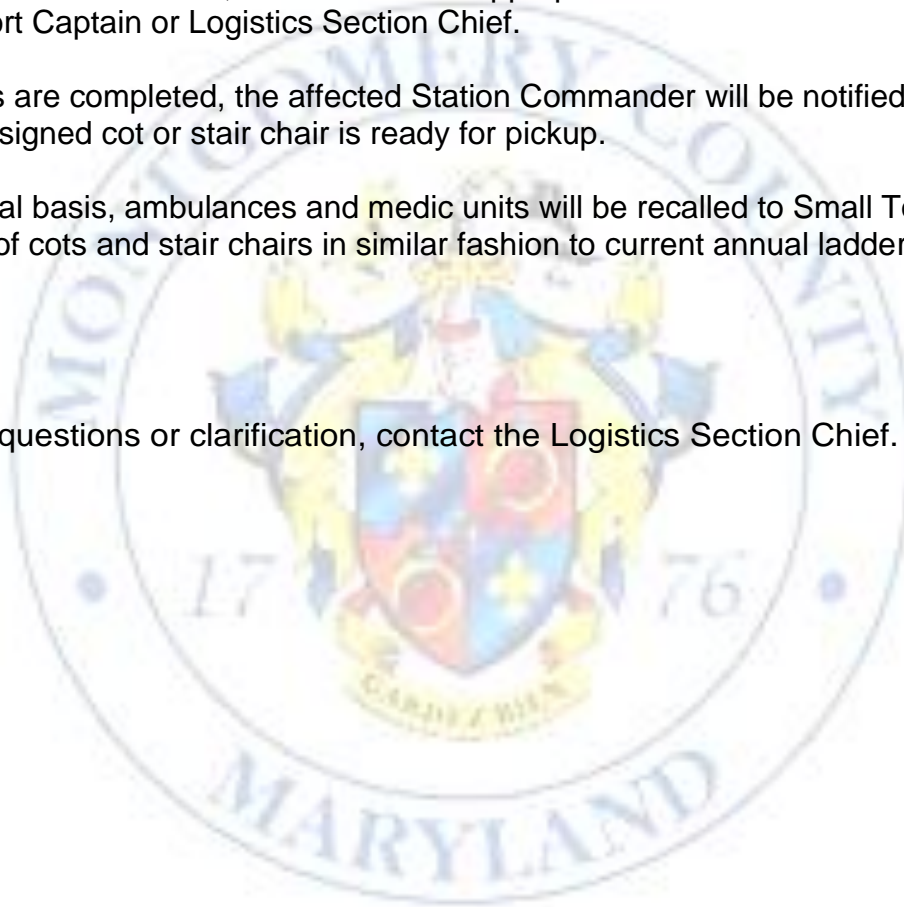 ort Captain or Logistics Section Chief.
s are completed, the affected Station Commander will be notified
signed cot or stair chair is ready for pickup.
al basis, ambulances and medic units will be recalled to Small To
of cots and stair chairs in similar fashion to current annual ladder
questions or clarification, contact the Logistics Section Chief.
MONTGOMERY COUNTY
17 76
GARDEZ BIEN
MARYLAND